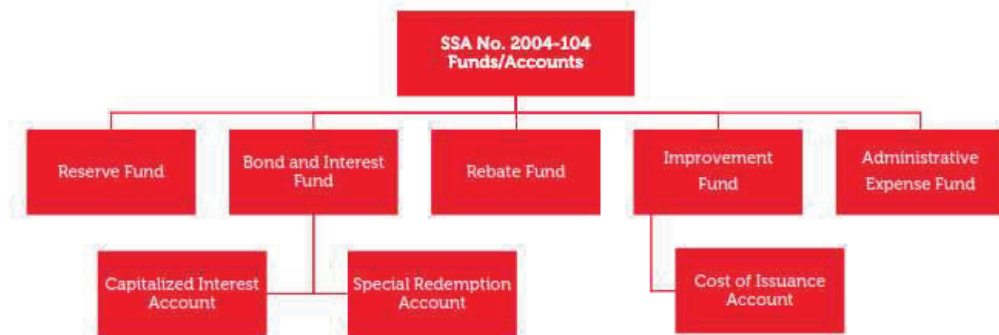 SSA No. 2004-104
Funds/Accounts
Reserve Fund
Bond and Interest
Fund
Rebate Fund
Improvement
Fund
Administrative
Expense Fund
Capitalized Interest
Account
Special Redemption
Account
Cost of Issuance
Account